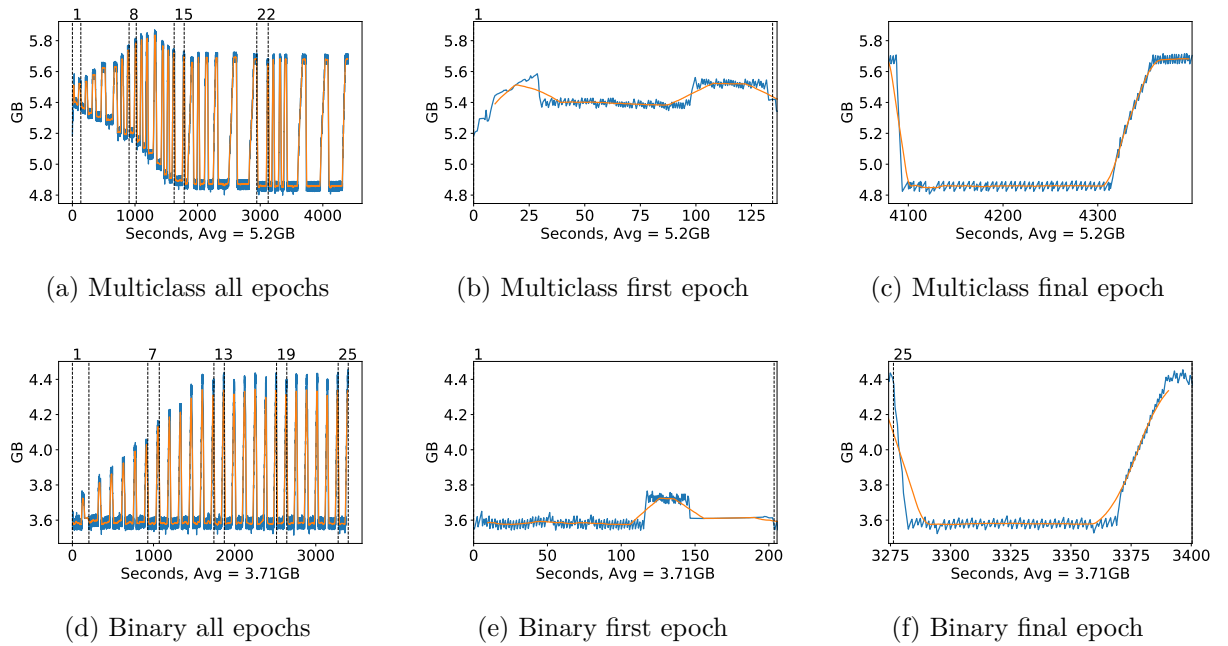 1 8 15 22
GB
5.8
5.6
5.4
5.2
5.0
4.8
0 1000 2000 3000 4000
Seconds, Avg = 5.2GB
(a) Multiclass all epochs
1
GB
5.8
5.6
5.4
5.2
5.0
4.8
0 25 50 75 100 125
Seconds, Avg = 5.2GB
(b) Multiclass first epoch
GB
5.8
5.6
5.4
5.2
5.0
4.8
4100 4200 4300
Seconds, Avg = 5.2GB
(c) Multiclass final epoch
1 7 13 19 25
GB
4.4
4.2
4.0
3.8
3.6
0 1000 2000 3000
Seconds, Avg = 3.71GB
(d) Binary all epochs
1
GB
4.4
4.2
4.0
3.8
3.6
0 50 100 150 200
Seconds, Avg = 3.71GB
(e) Binary first epoch
25
GB
4.4
4.2
4.0
3.8
3.6
3275 3300 3325 3350 3375 3400
Seconds, Avg = 3.71GB
(f) Binary final epoch